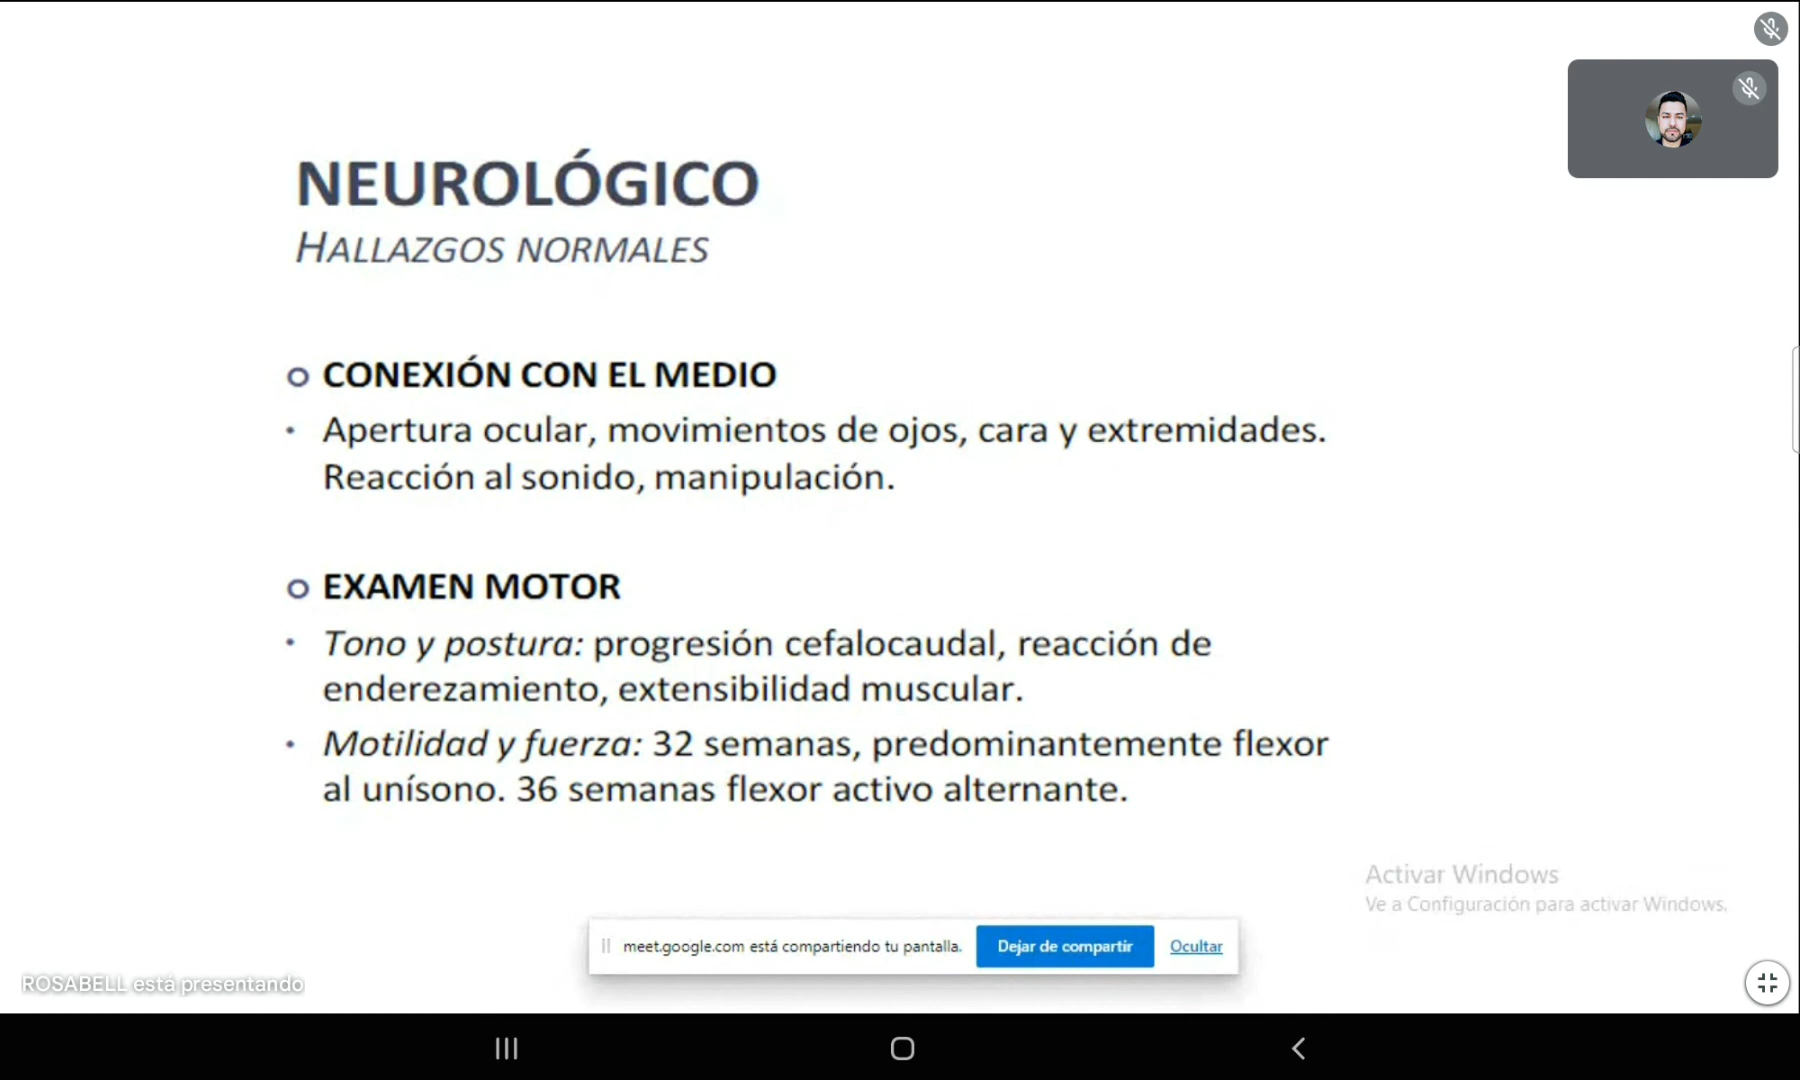 NEUROLÓGICO
HALLAZGOS NORMALES
o CONEXIÓN CON EL MEDIO
• Apertura ocular, movimientos de ojos, cara y extremidades.
Reacción al sonido, manipulación.
o EXAMEN MOTOR
• Tono y postura: progresión cefalocaudal, reacción de
enderezamiento, extensibilidad muscular.
• Motilidad y fuerza: 32 semanas, predominantemente flexor
al unísono. 36 semanas flexor activo alternante.
Activar Windows
Ve a Configuración para activar Windows.
meet.google.com está compartiendo tu pantalla. Dejar de compartir Ocultar
ROSABELL está presentando